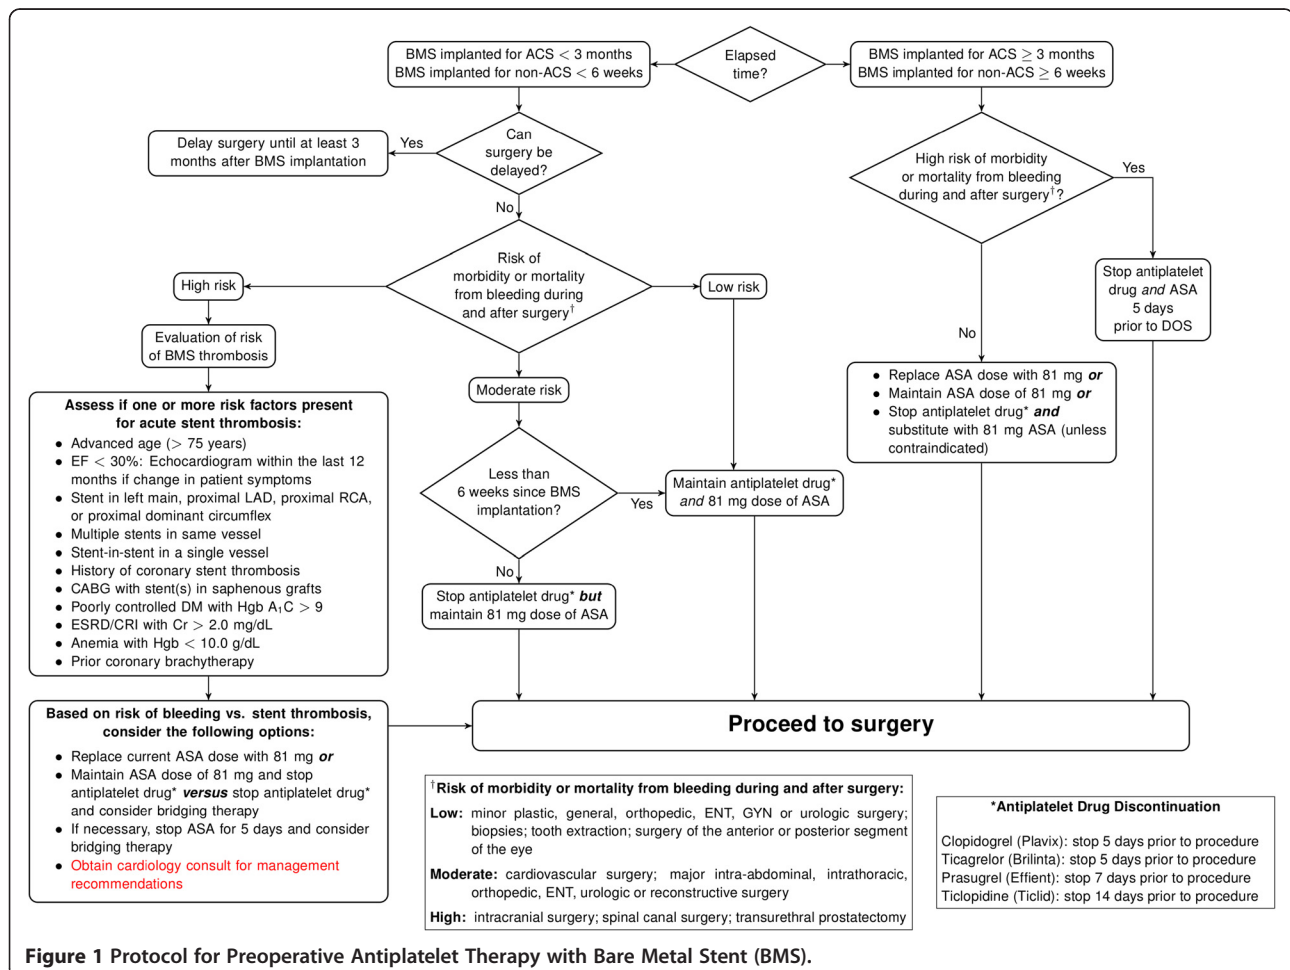 BMS implanted for ACS < 3 months
BMS implanted for non-ACS < 6 weeks
Elapsed
time?
BMS implanted for ACS ≥ 3 months
BMS implanted for non-ACS ≥ 6 weeks
Delay surgery until at least 3
months after BMS implantation
Yes
Can
surgery be
delayed?
No
High risk of morbidity
or mortality from bleeding
during and after surgery†?
Yes
High risk
Risk of
morbidity or mortality
from bleeding during
and after surgery†
Low risk
Stop antiplatelet
drug and ASA
5 days
prior to DOS
No
Evaluation of risk
of BMS thrombosis
Moderate risk
• Replace ASA dose with 81 mg or
• Maintain ASA dose of 81 mg or
• Stop antiplatelet drug* and
substitute with 81 mg ASA (unless
contraindicated)
Assess if one or more risk factors present
for acute stent thrombosis:
• Advanced age (> 75 years)
• EF < 30%: Echocardiogram within the last 12
months if change in patient symptoms
• Stent in left main, proximal LAD, proximal RCA,
or proximal dominant circumflex
• Multiple stents in same vessel
• Stent-in-stent in a single vessel
• History of coronary stent thrombosis
• CABG with stent(s) in saphenous grafts
• Poorly controlled DM with Hgb A₁C > 9
• ESRD/CRI with Cr > 2.0 mg/dL
• Anemia with Hgb < 10.0 g/dL
• Prior coronary brachytherapy
Less than
6 weeks since BMS
implantation?
Yes
Maintain antiplatelet drug*
and 81 mg dose of ASA
No
Stop antiplatelet drug* but
maintain 81 mg dose of ASA
Based on risk of bleeding vs. stent thrombosis,
consider the following options:
• Replace current ASA dose with 81 mg or
• Maintain ASA dose of 81 mg and stop
antiplatelet drug* versus stop antiplatelet drug*
and consider bridging therapy
• If necessary, stop ASA for 5 days and consider
bridging therapy
• Obtain cardiology consult for management
recommendations
Proceed to surgery
†Risk of morbidity or mortality from bleeding during and after surgery:
Low: minor plastic, general, orthopedic, ENT, GYN or urologic surgery;
biopsies; tooth extraction; surgery of the anterior or posterior segment
of the eye
Moderate: cardiovascular surgery; major intra-abdominal, intrathoracic,
orthopedic, ENT, urologic or reconstructive surgery
High: intracranial surgery; spinal canal surgery; transurethral prostatectomy
*Antiplatelet Drug Discontinuation
Clopidogrel (Plavix): stop 5 days prior to procedure
Ticagrelor (Brilinta): stop 5 days prior to procedure
Prasugrel (Effient): stop 7 days prior to procedure
Ticlopidine (Ticlid): stop 14 days prior to procedure
Figure 1 Protocol for Preoperative Antiplatelet Therapy with Bare Metal Stent (BMS).